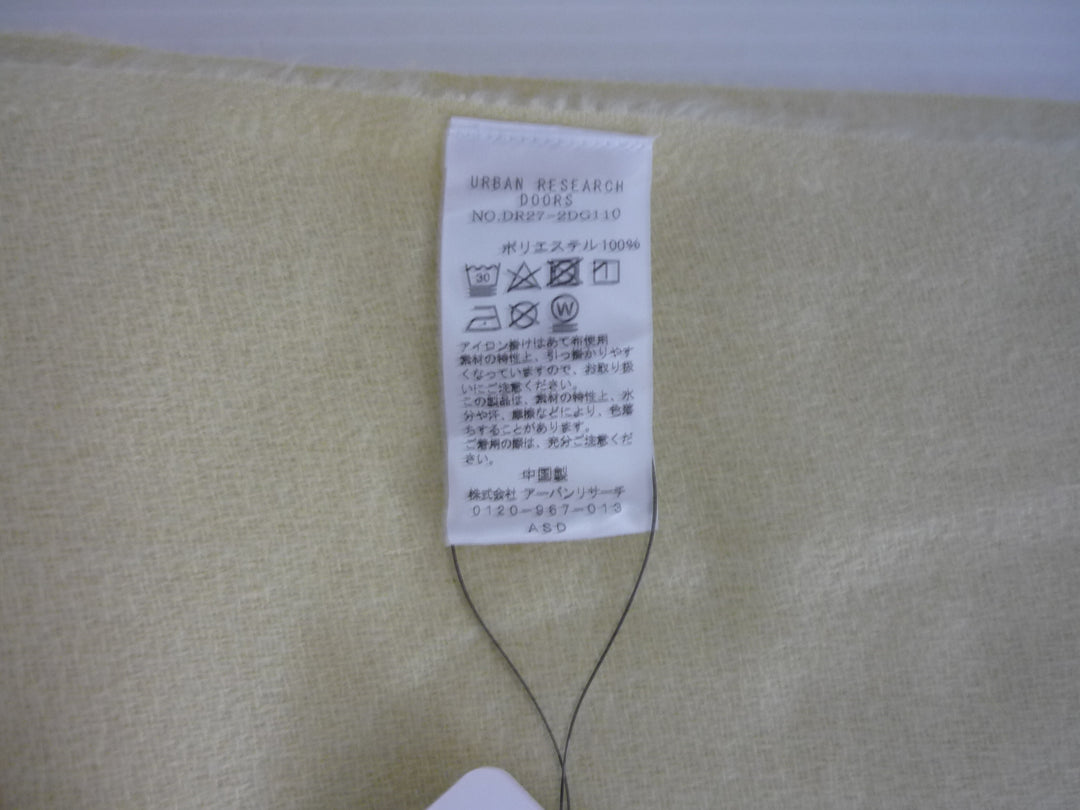 URBAN RESEARCH
DOORS
NO.DR27-2DG110
ポリエステル100%
30
W
アイロン掛けはあて布使用
素材の特性上、引っ掛かりやす
くなっていますので、お取り扱
いにご注意ください。
この製品は、素材の特性上、水
分や汗、摩擦などにより、色落
ちすることがあります。
ご着用の際は、充分ご注意くだ
さい。
中国製
株式会社 アーバンリサーチ
0120-967-013
ASD